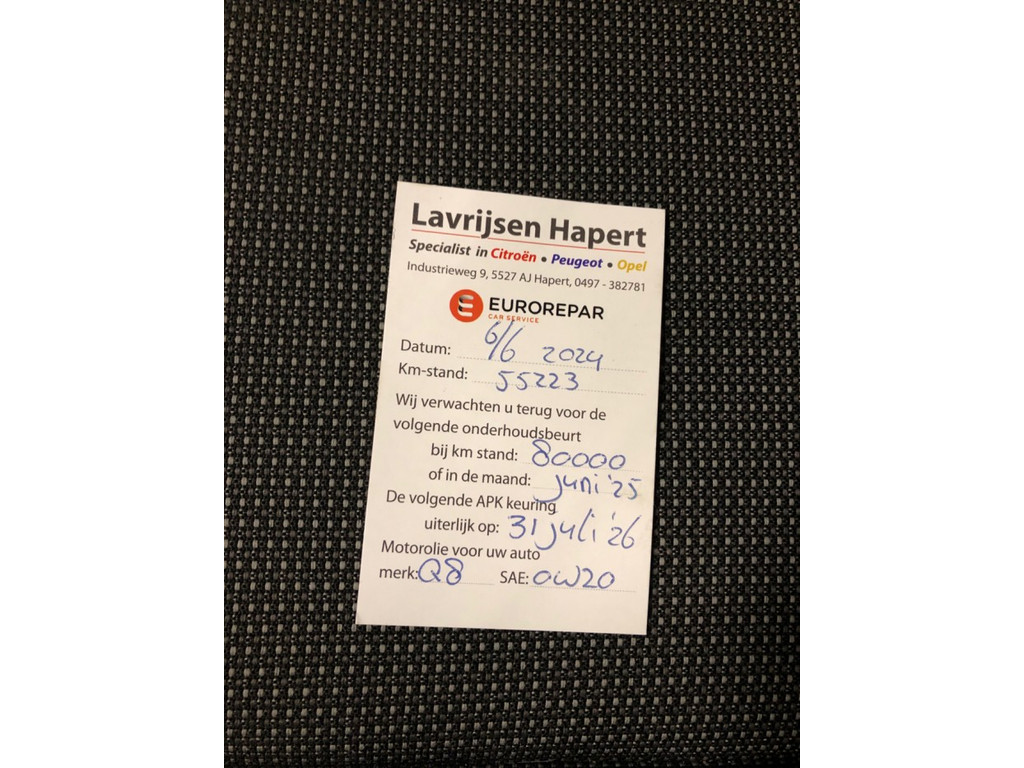 Lavrijsen Hapert
Specialist in Citroën • Peugeot • Opel
Industrieweg 9, 5527 AJ Hapert, 0497 - 382781
EUROREPAR
CAR SERVICE
Datum: 6/6 2024
Km-stand: 55223
Wij verwachten u terug voor de
volgende onderhoudsbeurt
bij km stand: 80000
of in de maand: juni '25
De volgende APK keuring
uiterlijk op: 31 juli '26
Motorolie voor uw auto
merk: Q8 SAE: 0W20